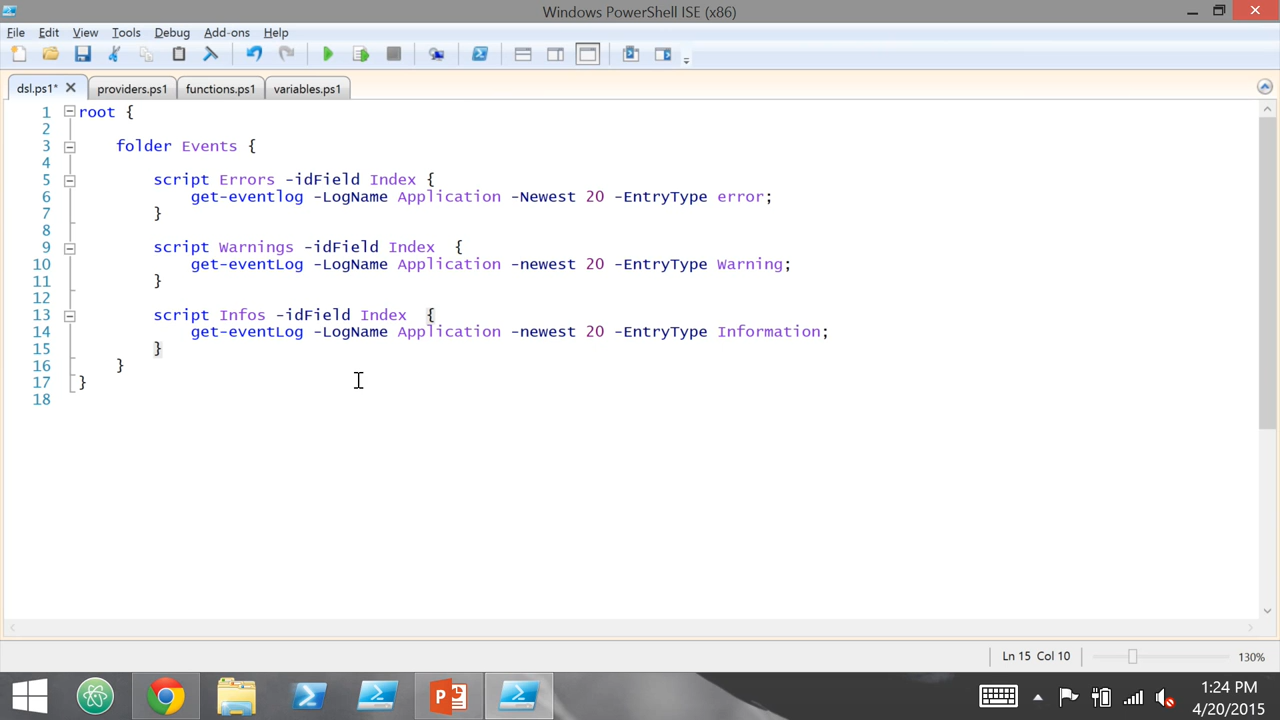 Windows PowerShell ISE (x86)
File Edit View Tools Debug Add-ons Help
dsl.ps1* providers.ps1 functions.ps1 variables.ps1
1 root {
2
3 folder Events {
4
5 script Errors -idField Index {
6 get-eventlog -LogName Application -Newest 20 -EntryType error;
7 }
8
9 script Warnings -idField Index  {
10 get-eventLog -LogName Application -newest 20 -EntryType Warning;
11 }
12
13 script Infos -idField Index  {
14 get-eventLog -LogName Application -newest 20 -EntryType Information;
15 }
16 }
17 }
18
Ln 15 Col 10 130%
1:24 PM
4/20/2015